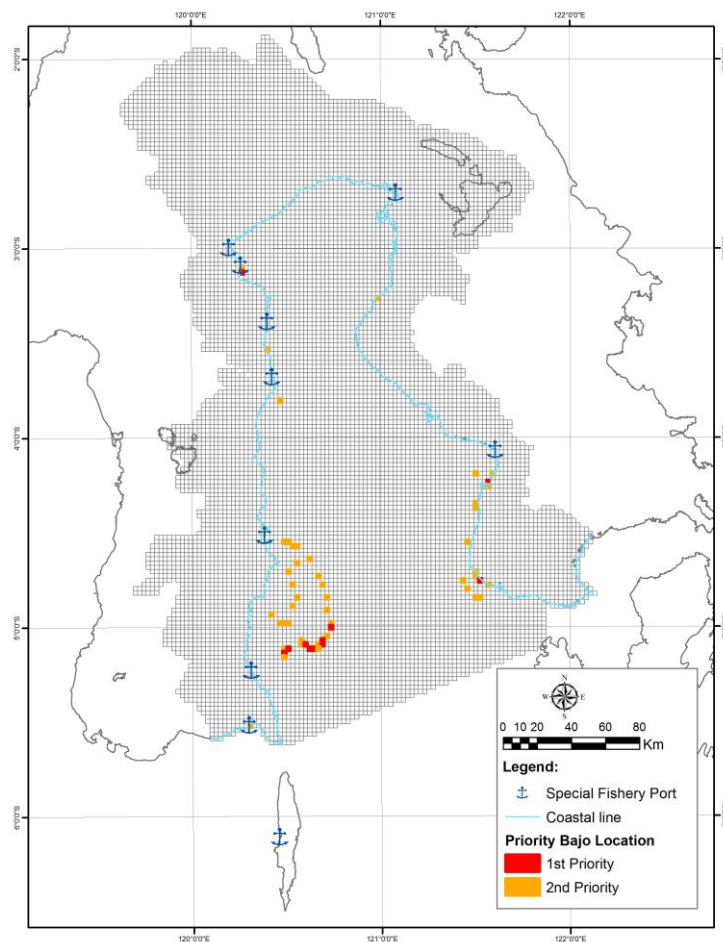 120°0'0"E 121°0'0"E 122°0'0"E
2°0'0"S
3°0'0"S
4°0'0"S
5°0'0"S
6°0'0"S
N
W E
S
0 10 20 40 60 80
Km
Legend:
Special Fishery Port
Coastal line
Priority Bajo Location
1st Priority
2nd Priority
120°0'0"E 121°0'0"E 122°0'0"E